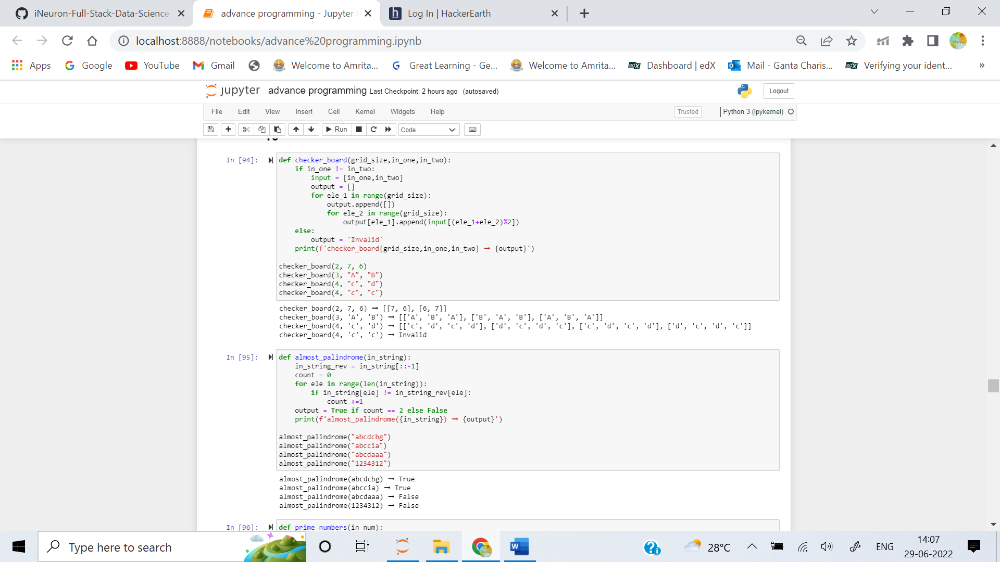 iNeuron-Full-Stack-Data-Science
advance programming - Jupyter
Log In | HackerEarth
localhost:8888/notebooks/advance%20programming.ipynb
Apps
Google
YouTube
Gmail
Welcome to Amrita...
Great Learning - Ge...
Welcome to Amrita...
Dashboard | edX
Mail - Ganta Charis...
Verifying your ident...
»
jupyter advance programming Last Checkpoint: 2 hours ago (autosaved)
Logout
File Edit View Insert Cell Kernel Widgets Help
Trusted
Python 3 (ipykernel)
Run
Code
In [94]:
def checker_board(grid_size,in_one,in_two):
    if in_one != in_two:
        input = [in_one,in_two]
        output = []
        for ele_1 in range(grid_size):
            output.append([])
            for ele_2 in range(grid_size):
                output[ele_1].append(input[(ele_1+ele_2)%2])
    else:
        output = 'Invalid'
    print(f'checker_board{grid_size,in_one,in_two} ➞ {output}')
checker_board(2, 7, 6)
checker_board(3, "A", "B")
checker_board(4, "c", "d")
checker_board(4, "c", "c")
checker_board(2, 7, 6) ➞ [[7, 6], [6, 7]]
checker_board(3, 'A', 'B') ➞ [['A', 'B', 'A'], ['B', 'A', 'B'], ['A', 'B', 'A']]
checker_board(4, 'c', 'd') ➞ [['c', 'd', 'c', 'd'], ['d', 'c', 'd', 'c'], ['c', 'd', 'c', 'd'], ['d', 'c', 'd', 'c']]
checker_board(4, 'c', 'c') ➞ Invalid
In [95]:
def almost_palindrome(in_string):
    in_string_rev = in_string[::-1]
    count = 0
    for ele in range(len(in_string)):
        if in_string[ele] != in_string_rev[ele]:
            count +=1
    output = True if count == 2 else False
    print(f'almost_palindrome({in_string}) ➞ {output}')
almost_palindrome("abcdcbg")
almost_palindrome("abccia")
almost_palindrome("abcdaaa")
almost_palindrome("1234312")
almost_palindrome(abcdcbg) ➞ True
almost_palindrome(abccia) ➞ True
almost_palindrome(abcdaaa) ➞ False
almost_palindrome(1234312) ➞ False
In [96]:
def prime_numbers(in_num):
Type here to search
28°C
ENG
14:07
29-06-2022